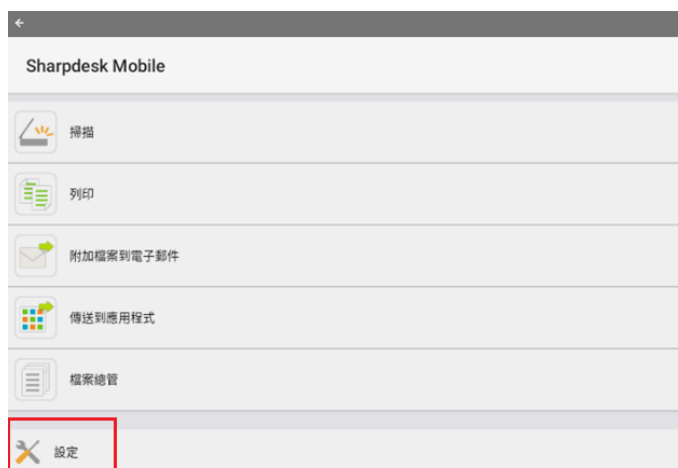 Sharpdesk Mobile
掃描
列印
附加檔案到電子郵件
傳送到應用程式
檔案總管
設定